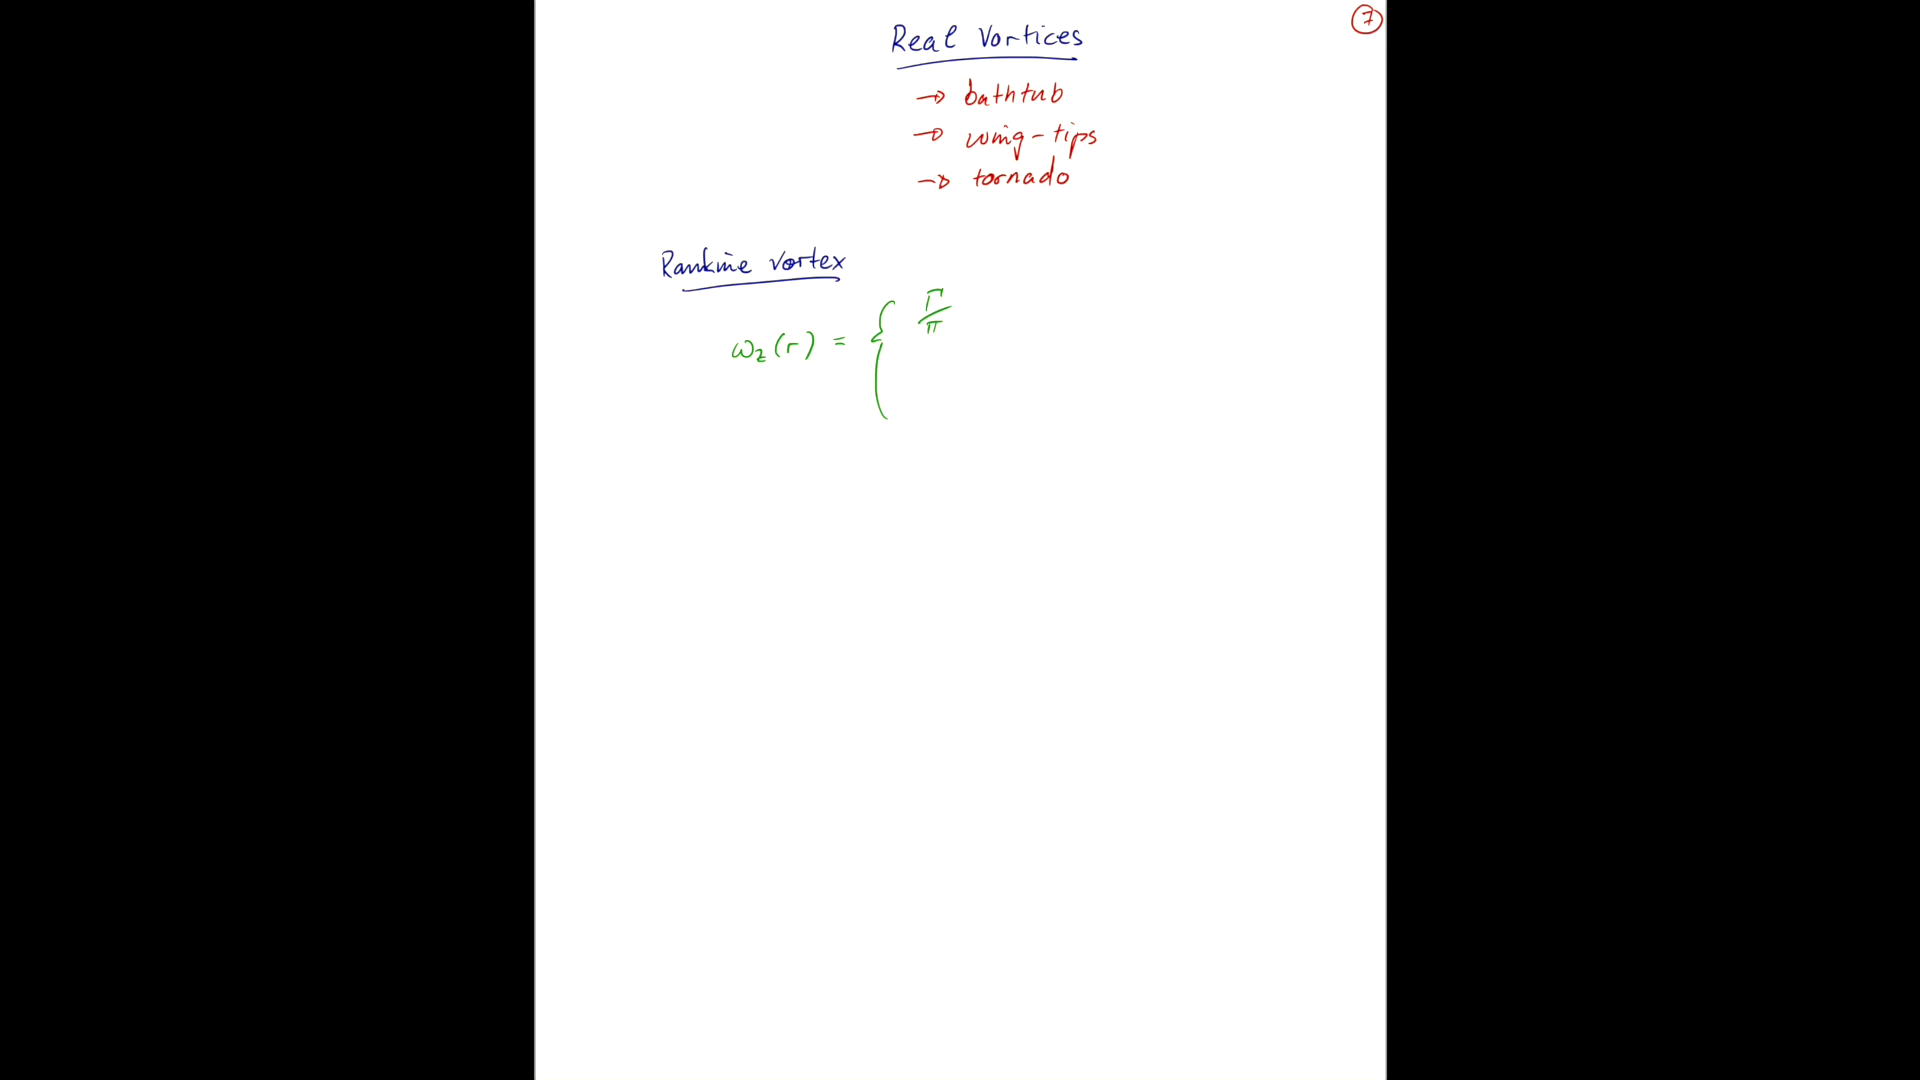 Real Vortices
7
→ bathtub
→ wing-tips
→ tornado
Rankine Vortex
ω_z(r) = { Γ/π